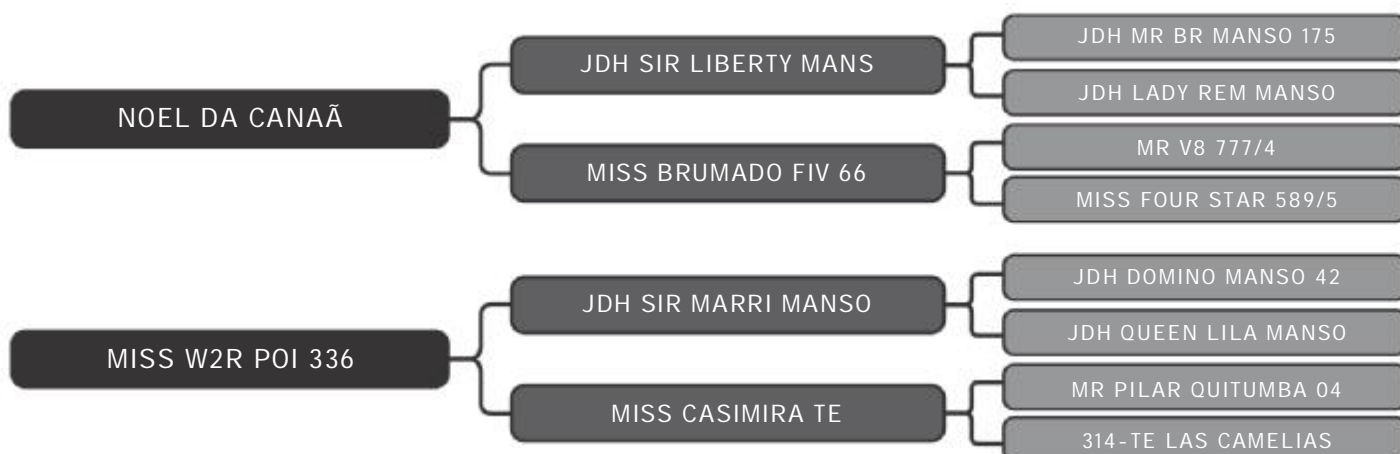 NOEL DA CANAÃ
JDH SIR LIBERTY MANS
JDH MR BR MANSO 175
JDH LADY REM MANSO
MISS BRUMADO FIV 66
MR V8 777/4
MISS FOUR STAR 589/5
MISS W2R POI 336
JDH SIR MARRI MANSO
JDH DOMINO MANSO 42
JDH QUEEN LILA MANSO
MISS CASIMIRA TE
MR PILAR QUITUMBA 04
314-TE LAS CAMELIAS